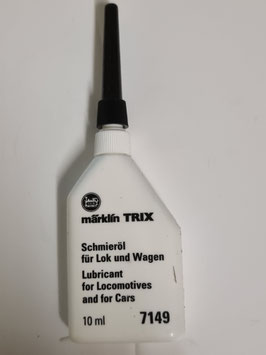 märklin TRIX
Schmieröl
für Lok und Wagen
Lubricant
for Locomotives
and for Cars
10 ml 7149